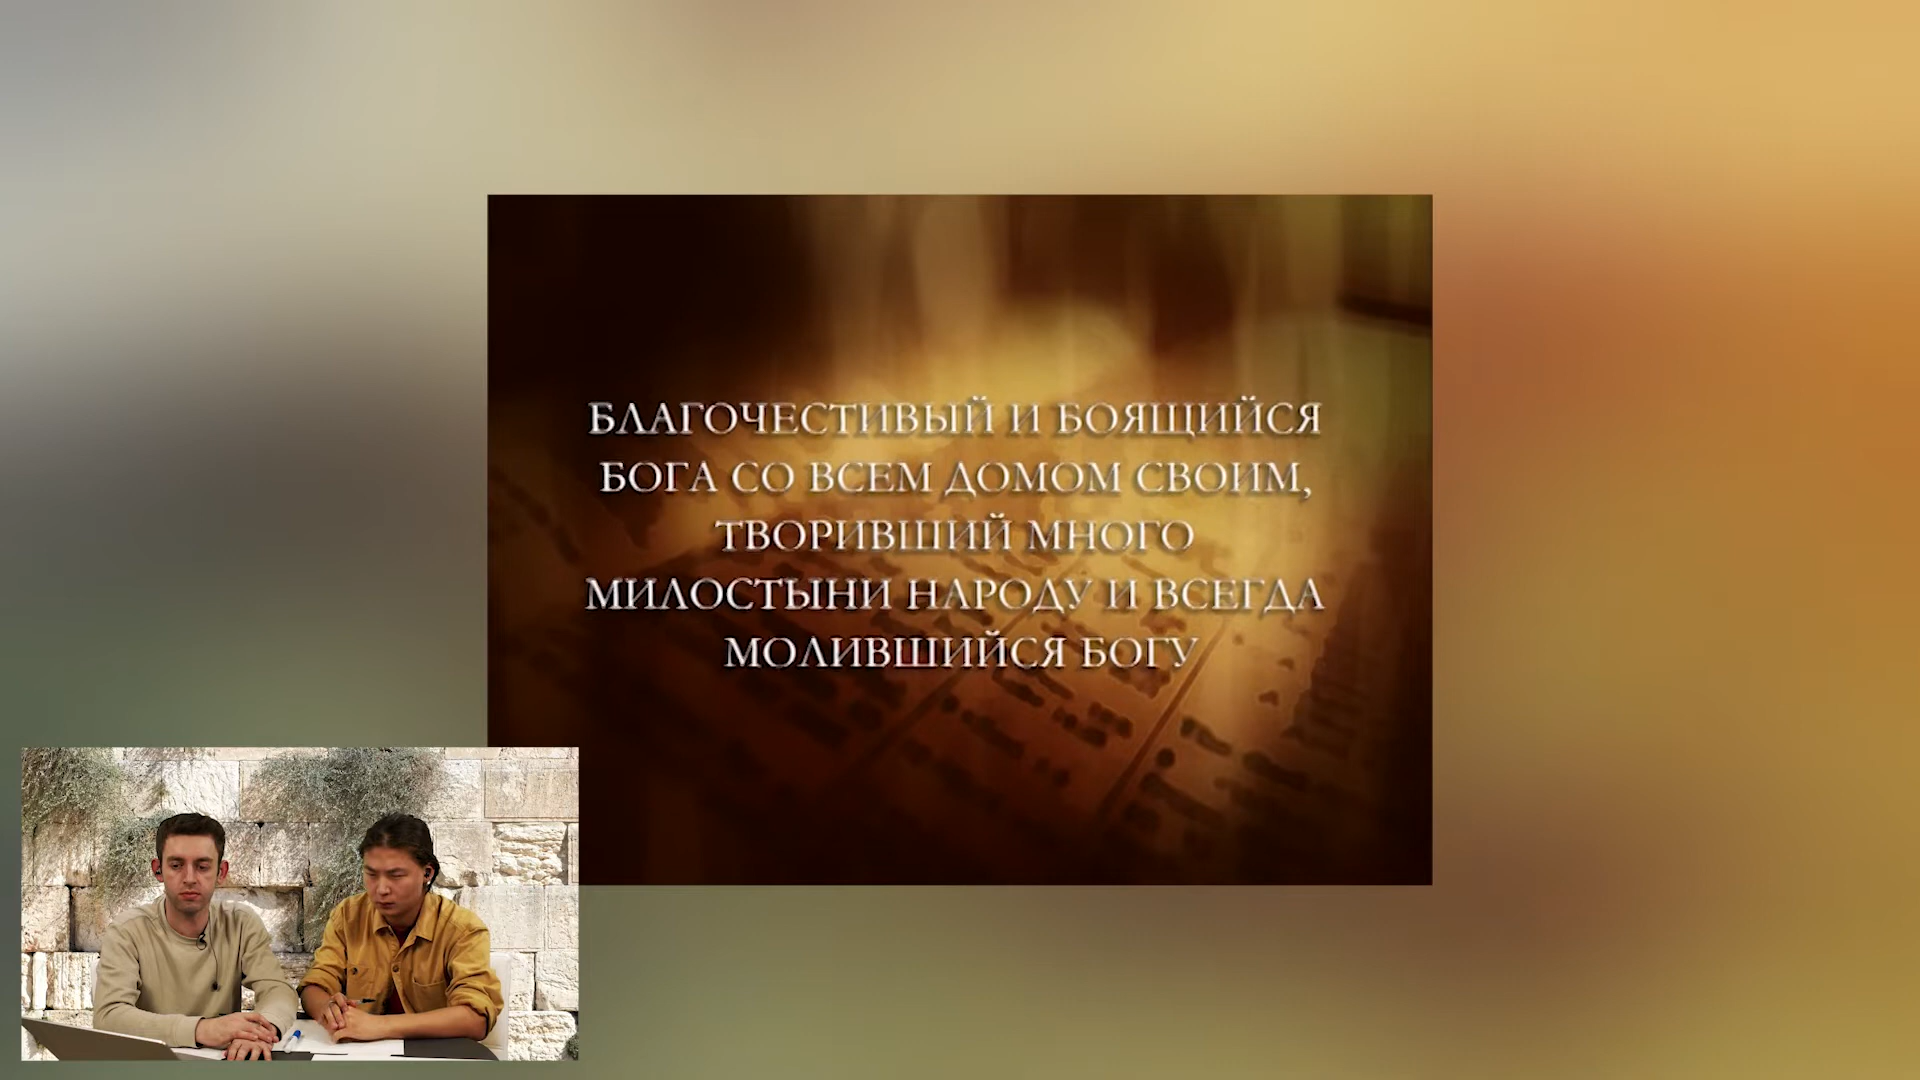 БЛАГОЧЕСТИВЫЙ И БОЯЩИЙСЯ
БОГА СО ВСЕМ ДОМОМ СВОИМ,
ТВОРИВШИЙ МНОГО
МИЛОСТЫНИ НАРОДУ И ВСЕГДА
МОЛИВШИЙСЯ БОГУ